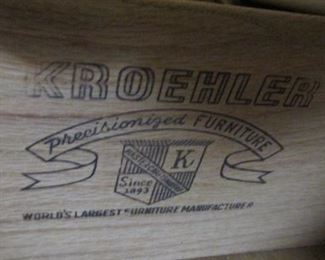 KROEHLER
Precisionized FURNITURE
K
Since
1893
WORLD'S LARGEST FURNITURE MANUFACTURER